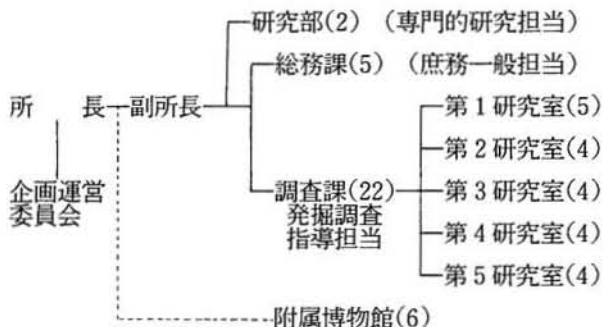 研究部(2) (専門的研究担当)
総務課(5) (庶務一般担当)
所 長 副所長
第1研究室(5)
第2研究室(4)
企画運営
委員会
調査課(22)
発掘調査
指導担当
第3研究室(4)
第4研究室(4)
第5研究室(4)
附属博物館(6)